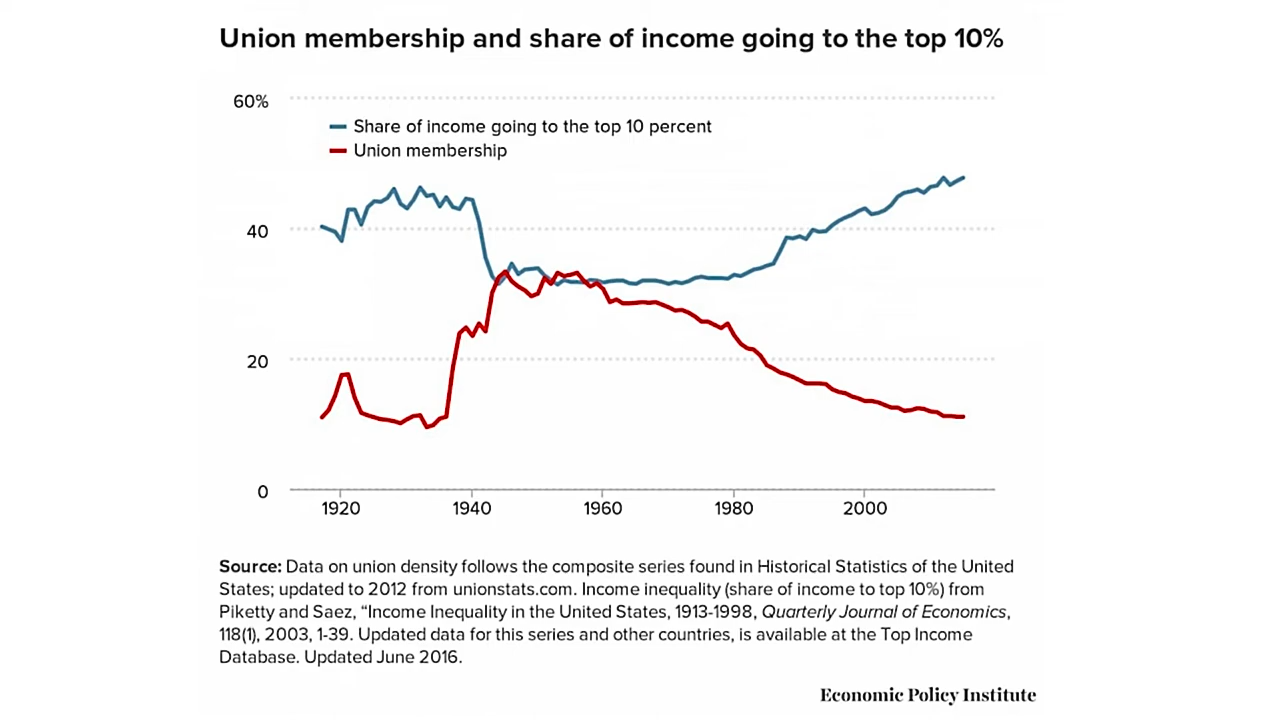 Union membership and share of income going to the top 10%
60%
Share of income going to the top 10 percent
Union membership
40
20
0
1920 1940 1960 1980 2000
Source: Data on union density follows the composite series found in Historical Statistics of the United
States; updated to 2012 from unionstats.com. Income inequality (share of income to top 10%) from
Piketty and Saez, “Income Inequality in the United States, 1913-1998, Quarterly Journal of Economics,
118(1), 2003, 1-39. Updated data for this series and other countries, is available at the Top Income
Database. Updated June 2016.
Economic Policy Institute